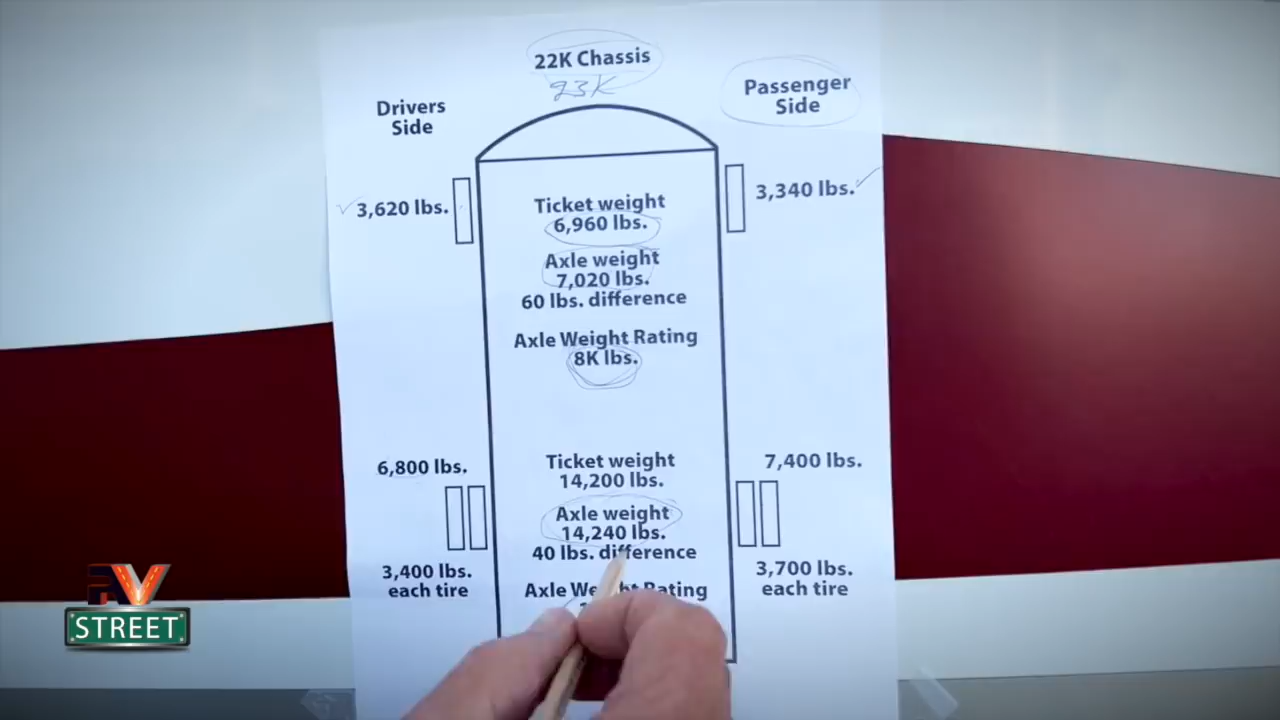 22K Chassis
23K
Drivers
Side
Passenger
Side
3,620 lbs.
3,340 lbs.
Ticket weight
6,960 lbs.
Axle weight
7,020 lbs.
60 lbs. difference
Axle Weight Rating
8K lbs.
6,800 lbs.
7,400 lbs.
Ticket weight
14,200 lbs.
Axle weight
14,240 lbs.
40 lbs. difference
3,400 lbs.
each tire
3,700 lbs.
each tire
Axle Rating
RV
STREET